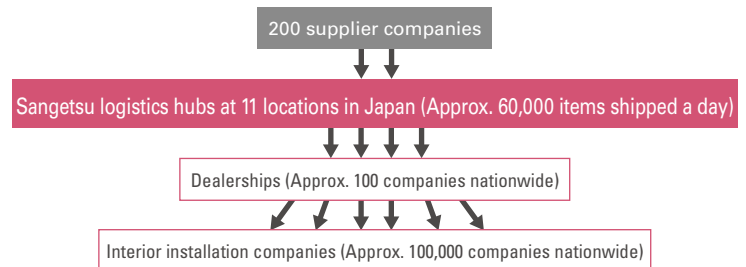 200 supplier companies
Sangetsu logistics hubs at 11 locations in Japan (Approx. 60,000 items shipped a day)
Dealerships (Approx. 100 companies nationwide)
Interior installation companies (Approx. 100,000 companies nationwide)